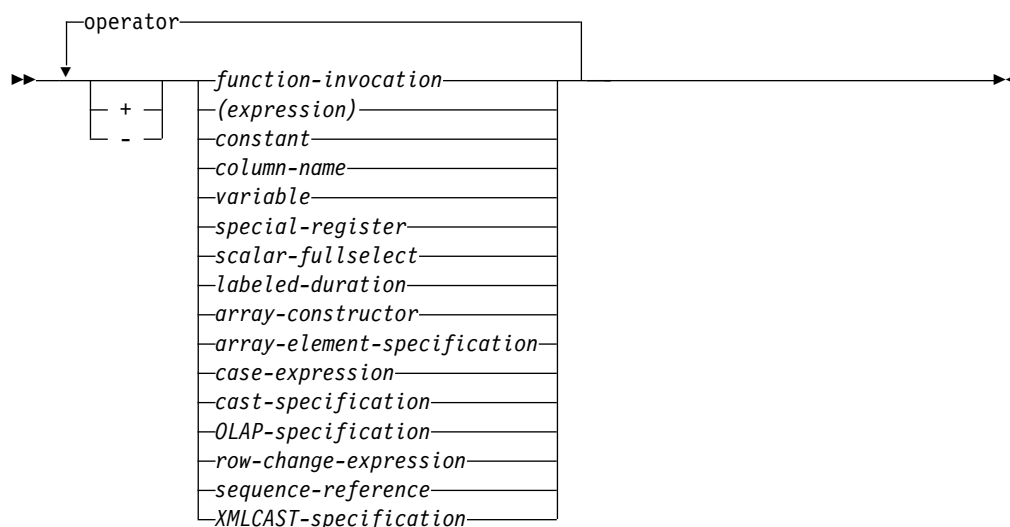 operator
function-invocation
+
(expression)
-
constant
column-name
variable
special-register
scalar-fullselect
labeled-duration
array-constructor
array-element-specification
case-expression
cast-specification
OLAP-specification
row-change-expression
sequence-reference
XMLCAST-specification